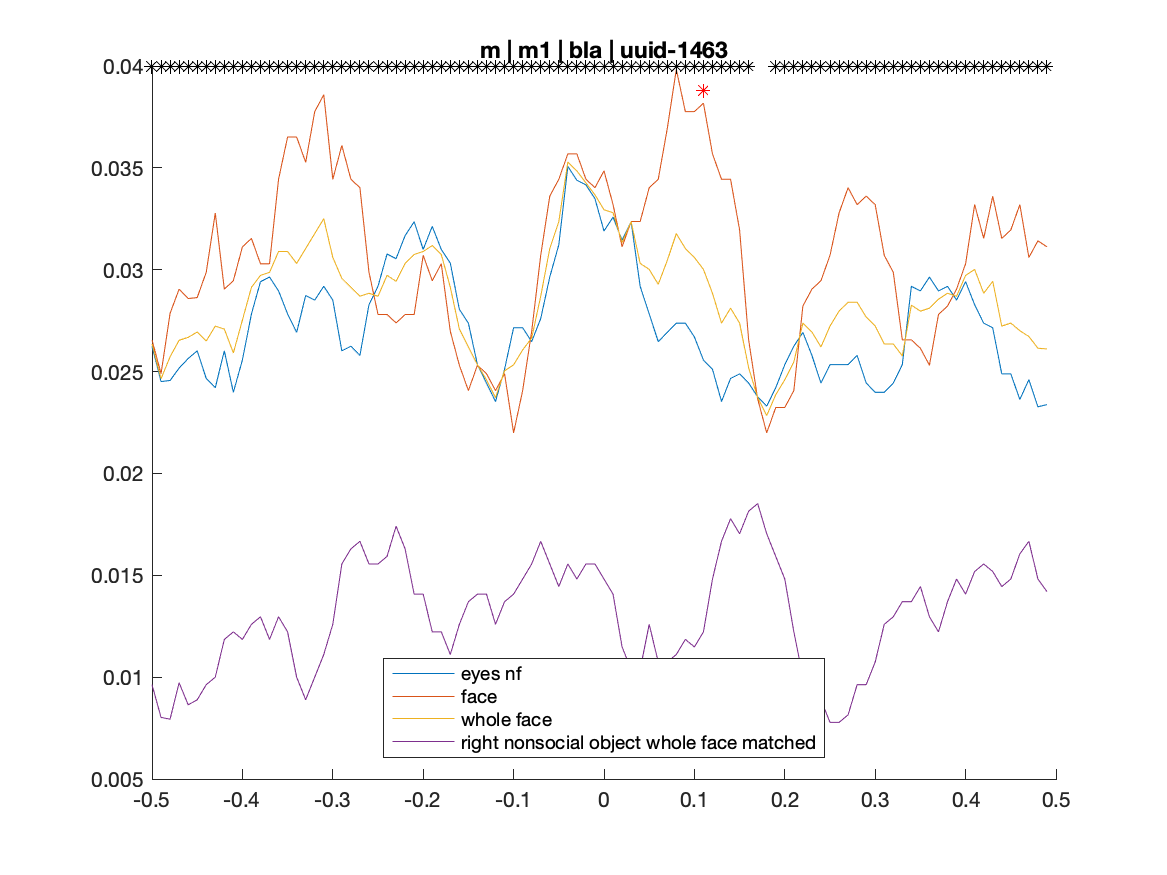 m | m1 | bla | uuid-1463
0.04
0.035
0.03
0.025
0.02
0.015
0.01
0.005
eyes nf
face
whole face
right nonsocial object whole face matched
-0.5 -0.4 -0.3 -0.2 -0.1 0 0.1 0.2 0.3 0.4 0.5